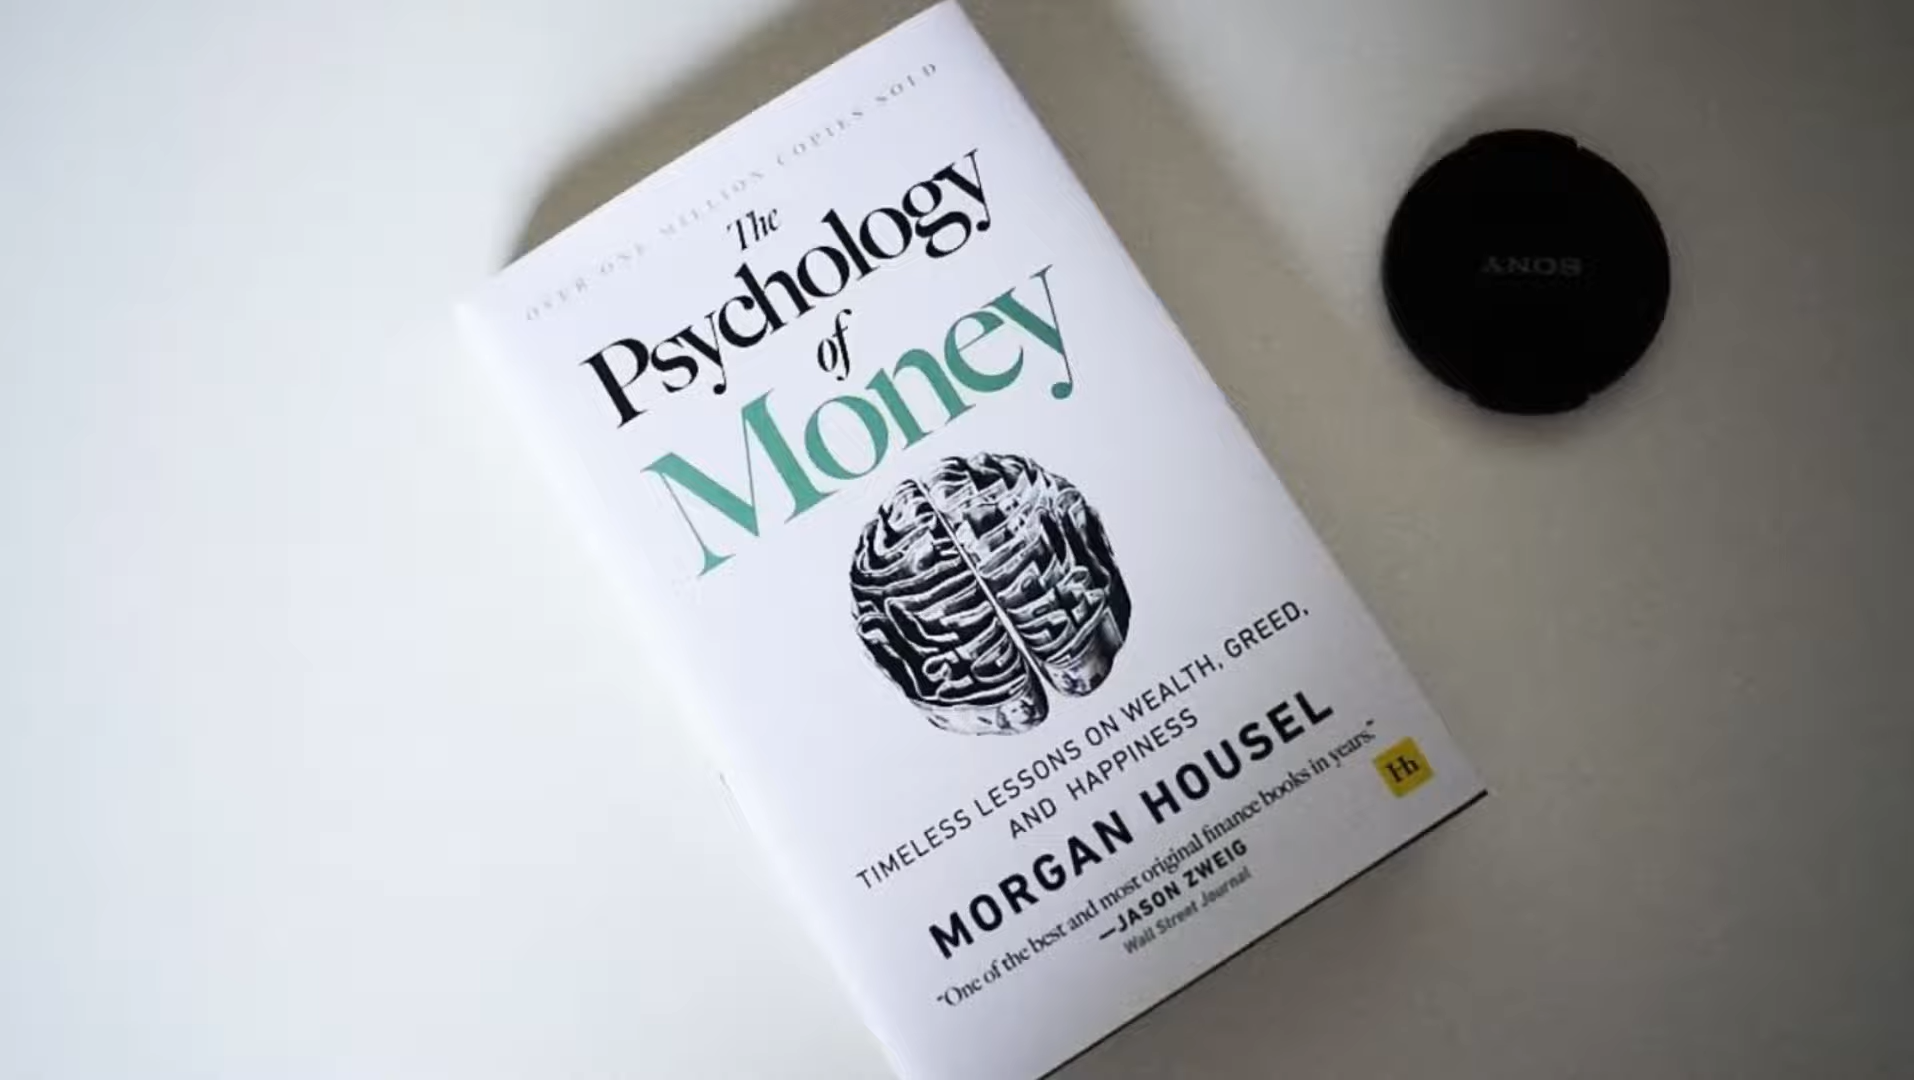 OVER ONE MILLION COPIES SOLD
The
Psychology
of
Money
TIMELESS LESSONS ON WEALTH, GREED,
AND HAPPINESS
MORGAN HOUSEL
"One of the best and most original finance books in years."
—JASON ZWEIG
Wall Street Journal
Hh
SONY